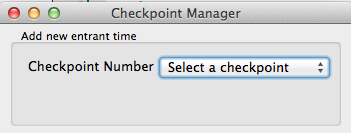 Checkpoint Manager
Add new entrant time
Checkpoint Number Select a checkpoint